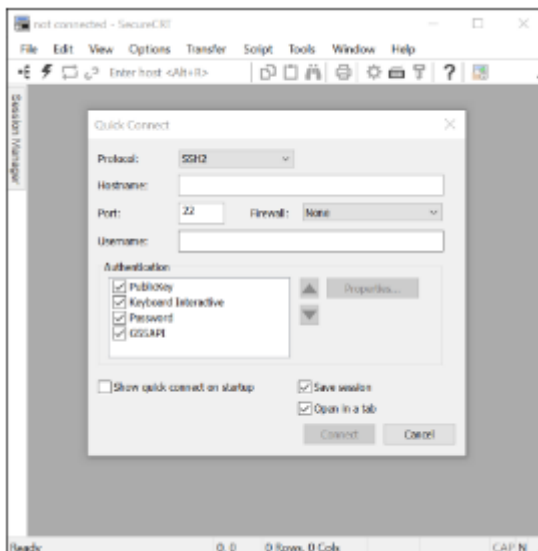 not connected - SecureCRT
File Edit View Options Transfer Script Tools Window Help
Enter host <Alt+R>
Session Manager
Quick Connect
Protocol: SSH2
Hostname:
Port: 22 Firewall: None
Username:
Authentication
PublicKey
Keyboard Interactive
Password
GSSAPI
Properties...
Show quick connect on startup
Save session
Open in a tab
Connect Cancel
Ready 0, 0 0 Rows, 0 Cols CAP N